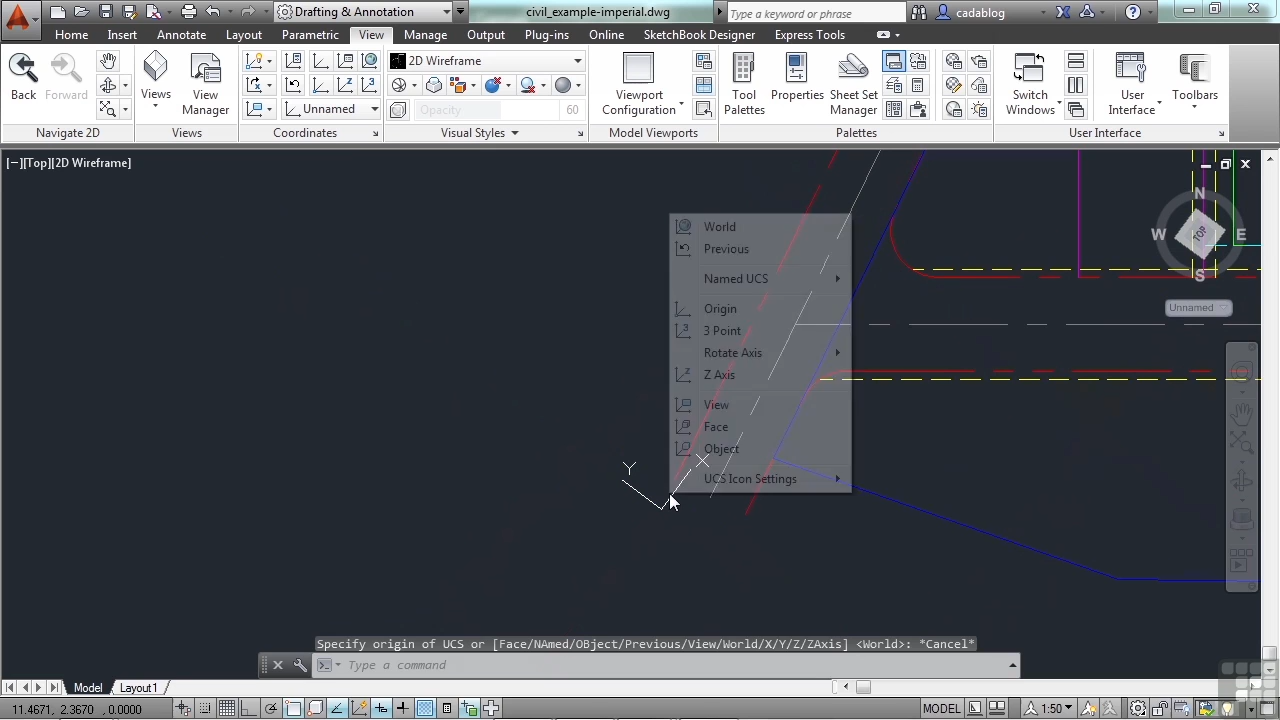 Drafting & Annotation
civil_example-imperial.dwg
Type a keyword or phrase
cadablog
Home Insert Annotate Layout Parametric View Manage Output Plug-ins Online SketchBook Designer Express Tools
2D Wireframe
Back Forward Views View Manager
Unnamed
Opacity 60
Viewport Configuration
Tool Palettes
Properties
Sheet Set Manager
Switch Windows
User Interface
Toolbars
Navigate 2D Views Coordinates Visual Styles Model Viewports Palettes User Interface
[−][Top][2D Wireframe]
N
W TOP E
S
Unnamed
World
Previous
Named UCS
Origin
3 Point
Rotate Axis
Z Axis
View
Face
Object
UCS Icon Settings
Y X
Specify origin of UCS or [Face/NAmed/OBject/Previous/View/World/X/Y/Z/ZAxis] <World>: *Cancel*
Type a command
Model Layout1
11.4671, 2.3670 , 0.0000
MODEL
1:50